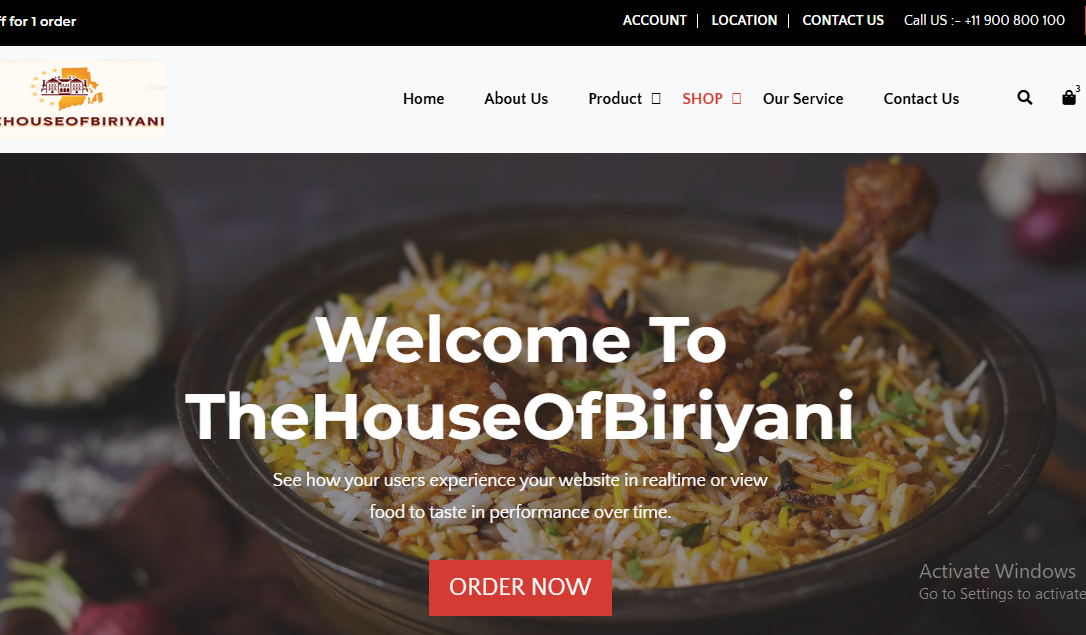 ff for 1 order
ACCOUNT | LOCATION | CONTACT US Call US :- +11 900 800 100
HOUSEOFBIRIYANI
Home About Us Product SHOP Our Service Contact Us
3
Welcome To
TheHouseOfBiriyani
See how your users experience your website in realtime or view
food to taste in performance over time.
ORDER NOW
Activate Windows
Go to Settings to activate